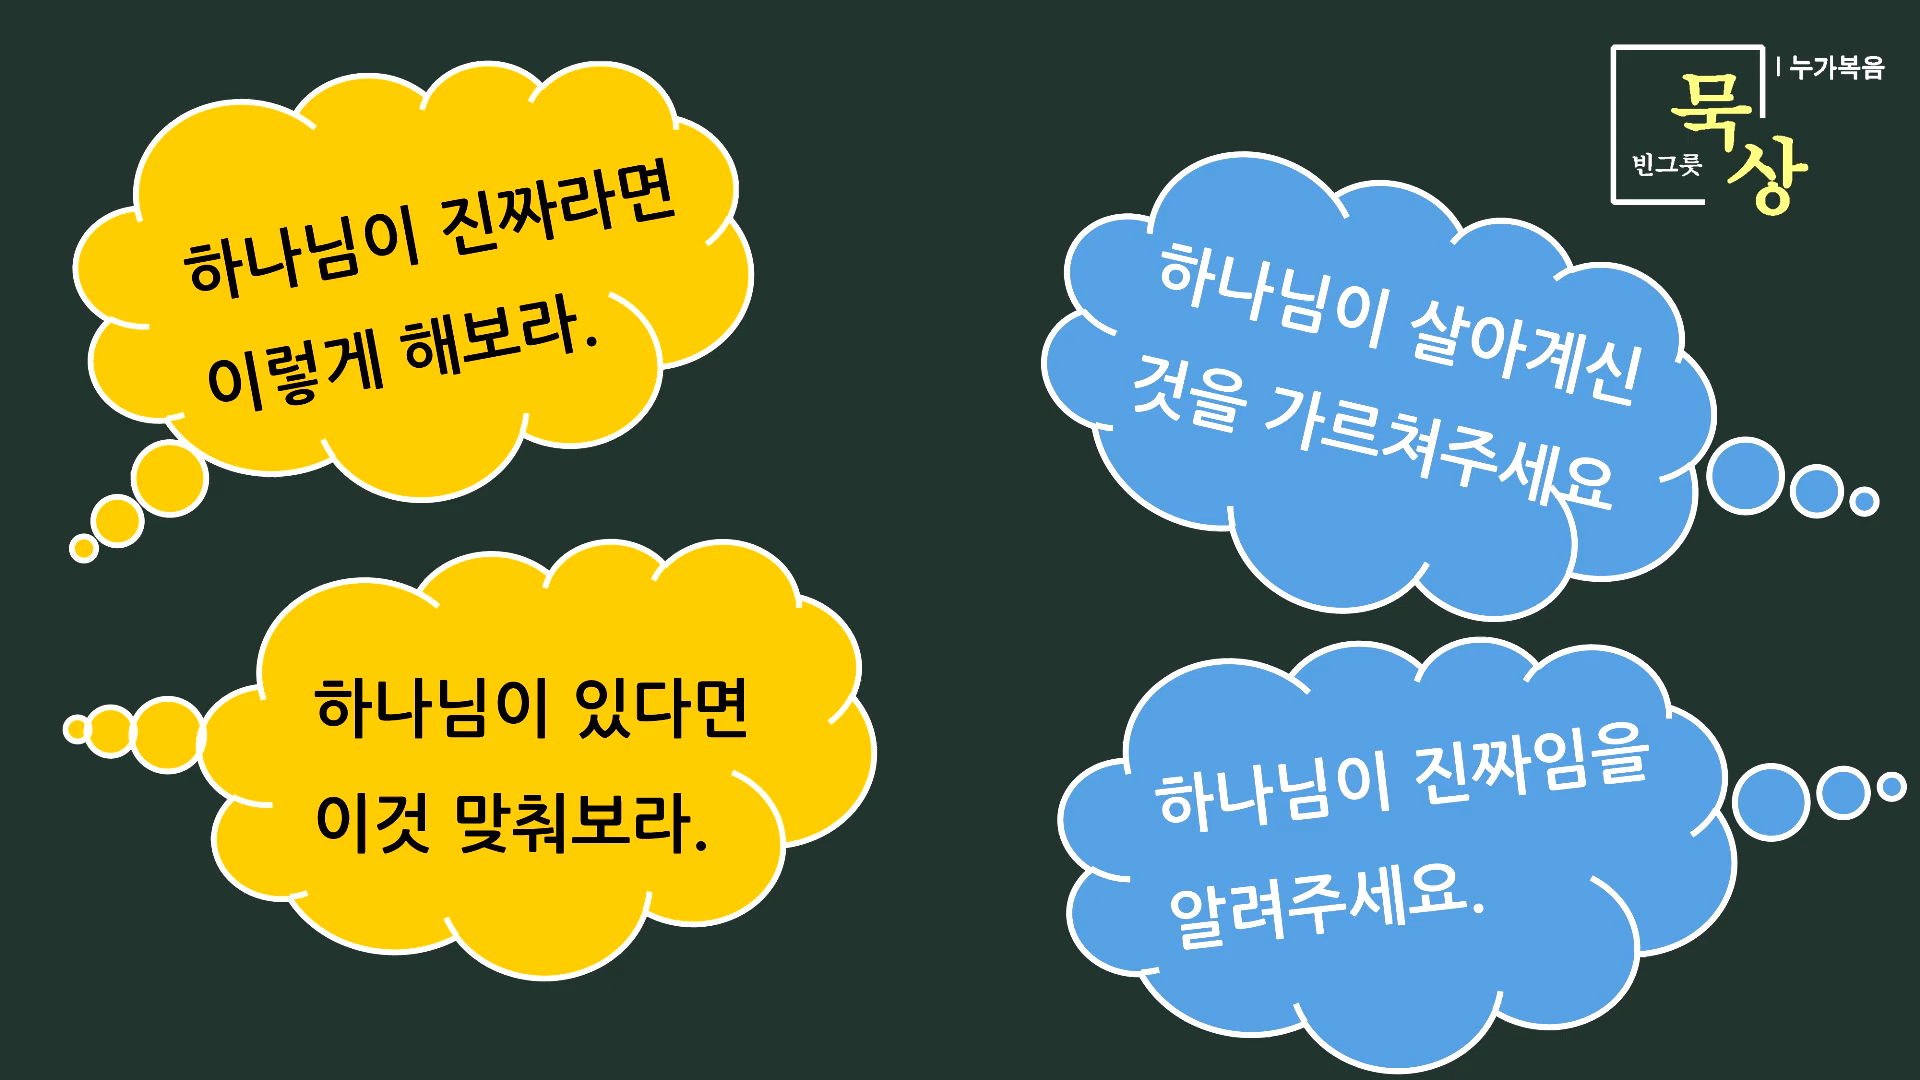 하나님이 진짜라면
이렇게 해보라.
하나님이 있다면
이것 맞춰보라.
하나님이 살아계신
것을 가르쳐주세요
하나님이 진짜임을
알려주세요.
누가복음
묵상
빈그릇